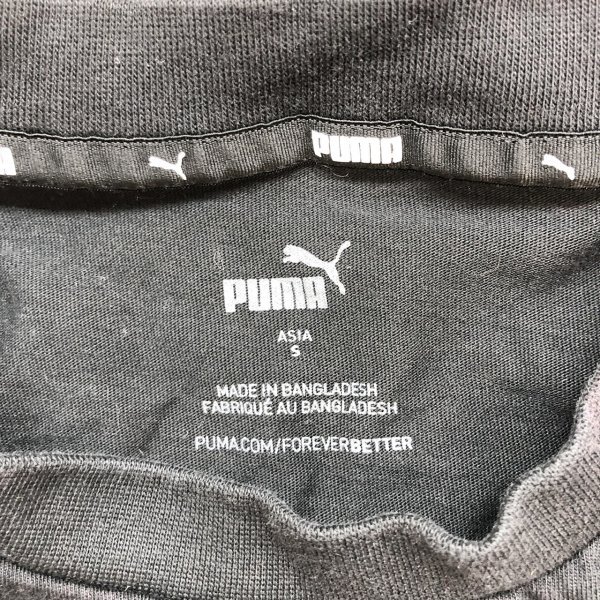 PUMA
PUMA
ASIA
S
MADE IN BANGLADESH
FABRIQUÉ AU BANGLADESH
PUMA.COM/FOREVERBETTER